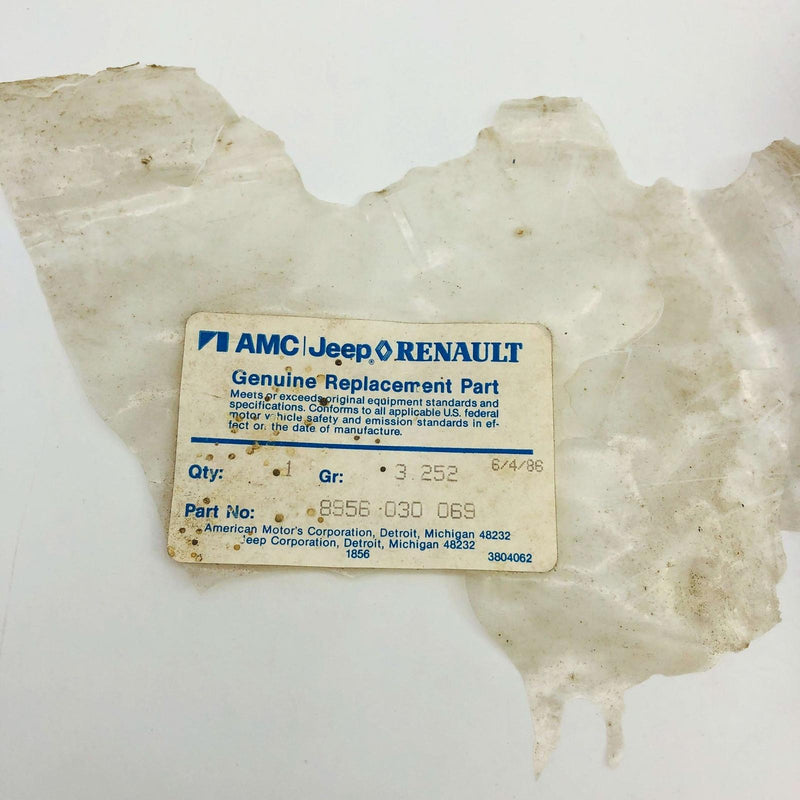 AMC | Jeep® RENAULT
Genuine Replacement Part
Meets or exceeds original equipment standards and
specifications. Conforms to all applicable U.S. federal
motor vehicle safety and emission standards in ef-
fect on the date of manufacture.
6/4/86
Qty: 1 Gr: 3 252
Part No: 8956 030 069
American Motor's Corporation, Detroit, Michigan 48232
Jeep Corporation, Detroit, Michigan 48232
1856 3804062